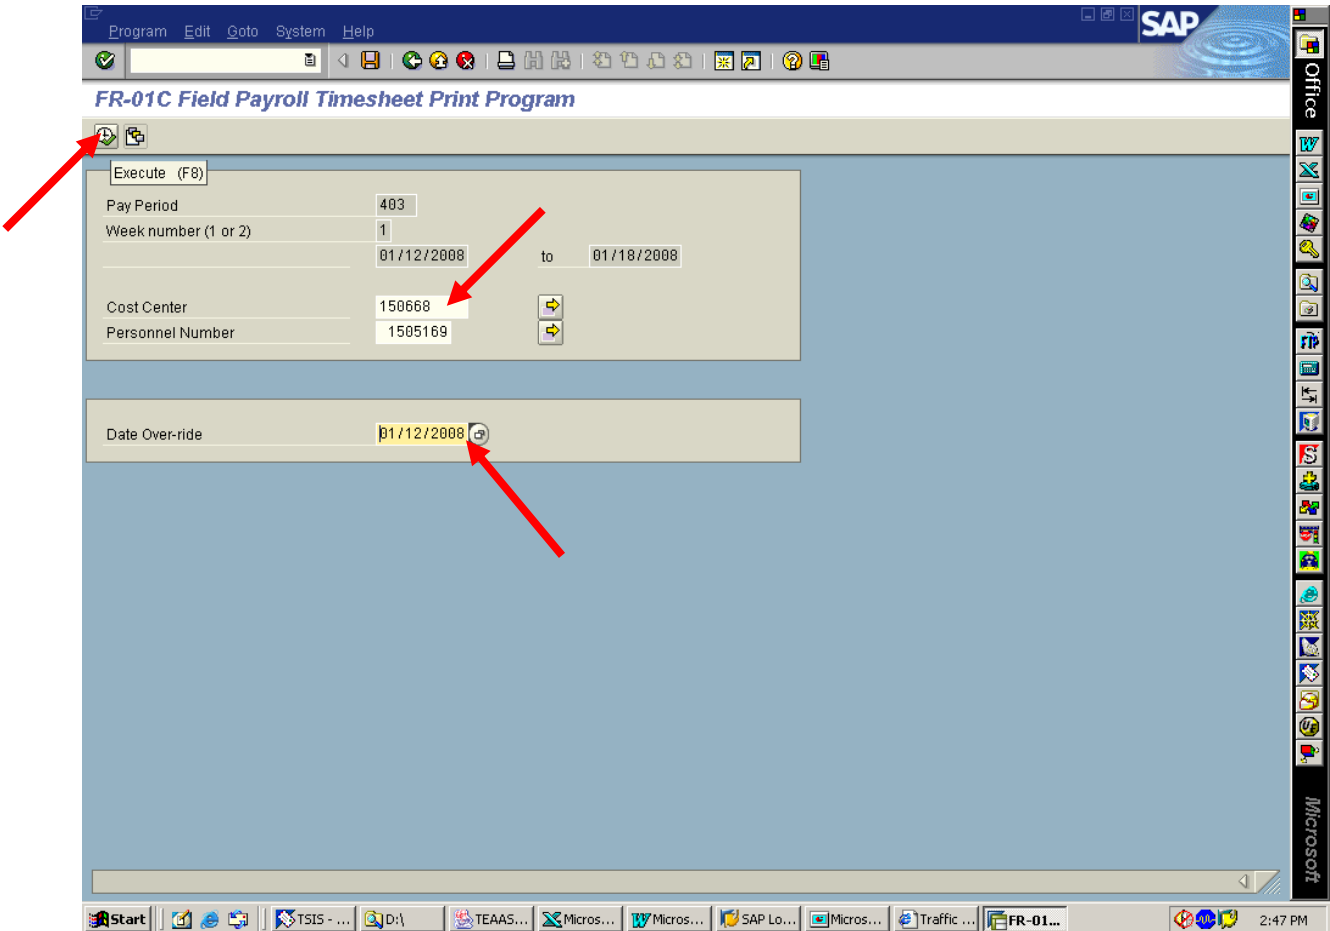 Program Edit Goto System Help
SAP
FR-01C Field Payroll Timesheet Print Program
Execute (F8)
Pay Period 403
Week number (1 or 2) 1
01/12/2008 to 01/18/2008
Cost Center 150668
Personnel Number 1505169
Date Over-ride 01/12/2008
Office
FTP
Microsoft
Start TSIS - ... D:\ TEAAS... Micros... Micros... SAP Lo... Micros... Traffic ... FR-01... 2:47 PM